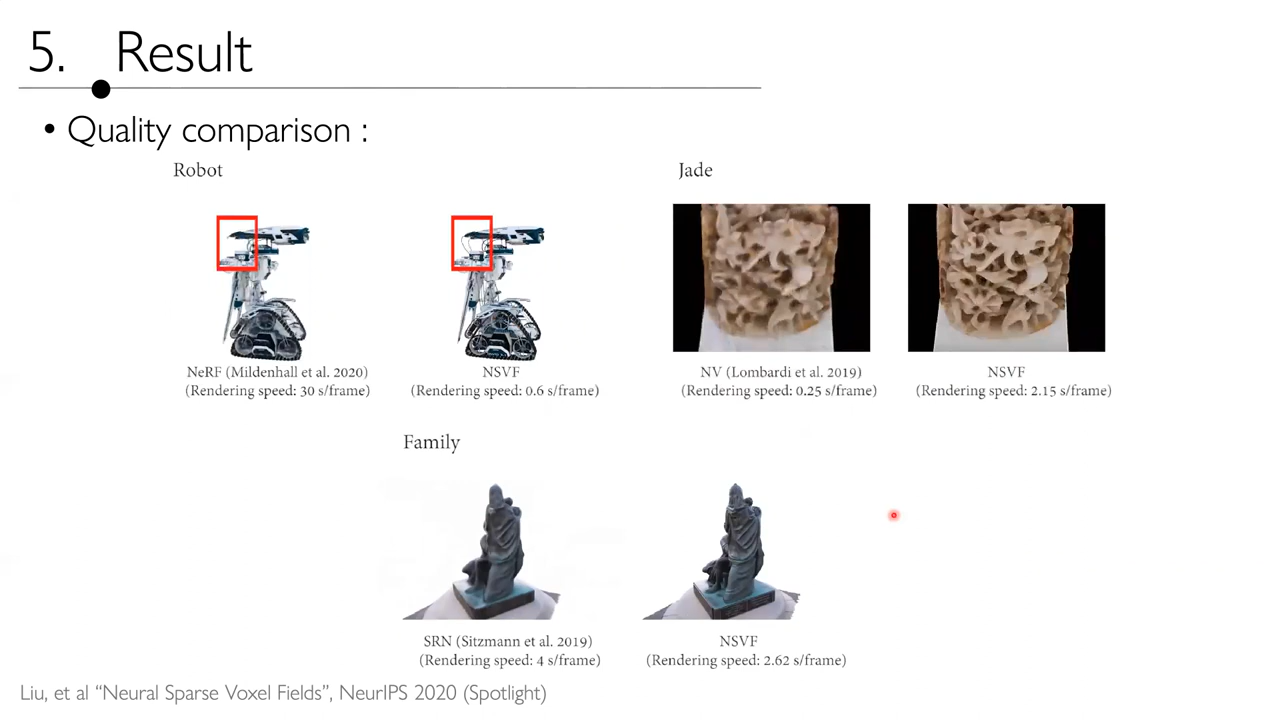 5. Result
• Quality comparison :
Robot
Jade
NeRF (Mildenhall et al. 2020)
(Rendering speed: 30 s/frame)
NSVF
(Rendering speed: 0.6 s/frame)
NV (Lombardi et al. 2019)
(Rendering speed: 0.25 s/frame)
NSVF
(Rendering speed: 2.15 s/frame)
Family
SRN (Sitzmann et al. 2019)
(Rendering speed: 4 s/frame)
NSVF
(Rendering speed: 2.62 s/frame)
Liu, et al “Neural Sparse Voxel Fields”, NeurIPS 2020 (Spotlight)